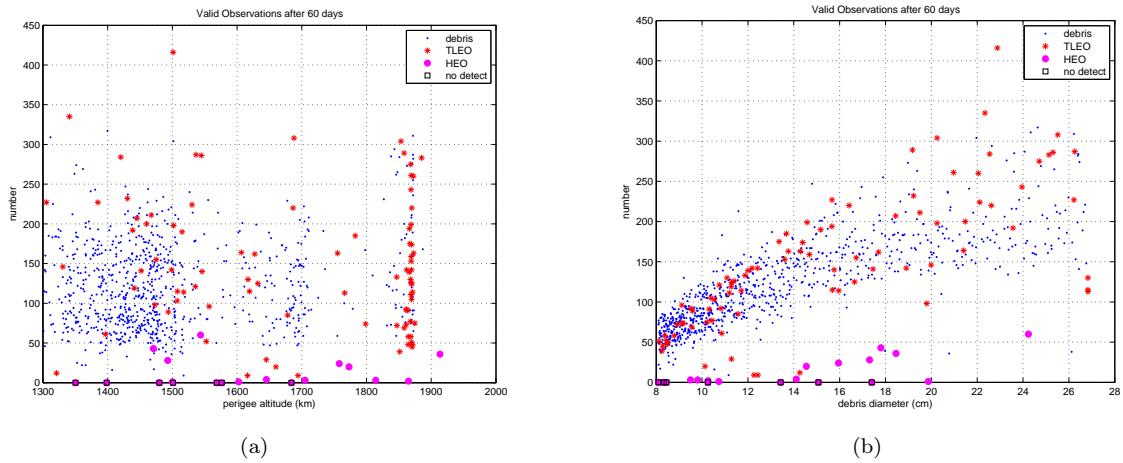 Valid Observations after 60 days
450
400
350
300
250
200
150
100
50
0
number
1300 1400 1500 1600 1700 1800 1900 2000
perigee altitude (km)
debris
TLEO
HEO
no detect
(a)
Valid Observations after 60 days
450
400
350
300
250
200
150
100
50
0
number
8 10 12 14 16 18 20 22 24 26 28
debris diameter (cm)
debris
TLEO
HEO
no detect
(b)